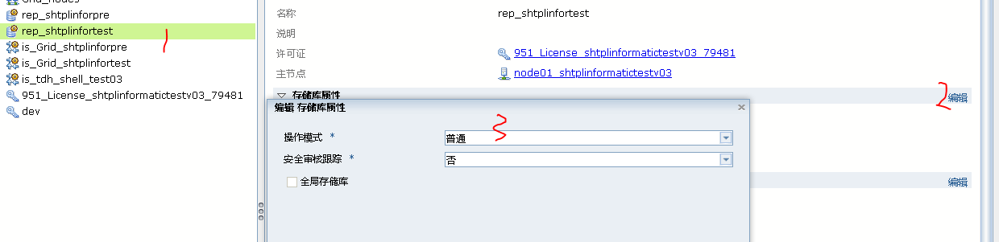 Grid_nodes
rep_shtplinforpre
rep_shtplinfortest
is_Grid_shtplinforpre
is_Grid_shtplinfortest
is_tdh_shell_test03
951_License_shtplinformatictestv03_79481
dev
1
名称 rep_shtplinfortest
说明
许可证 951_License_shtplinformatictestv03_79481
主节点 node01_shtplinformatictestv03
存储库属性 2 编辑
编辑 存储库属性
操作模式 * 普通 3
安全审核跟踪 * 否
全局存储库
编辑